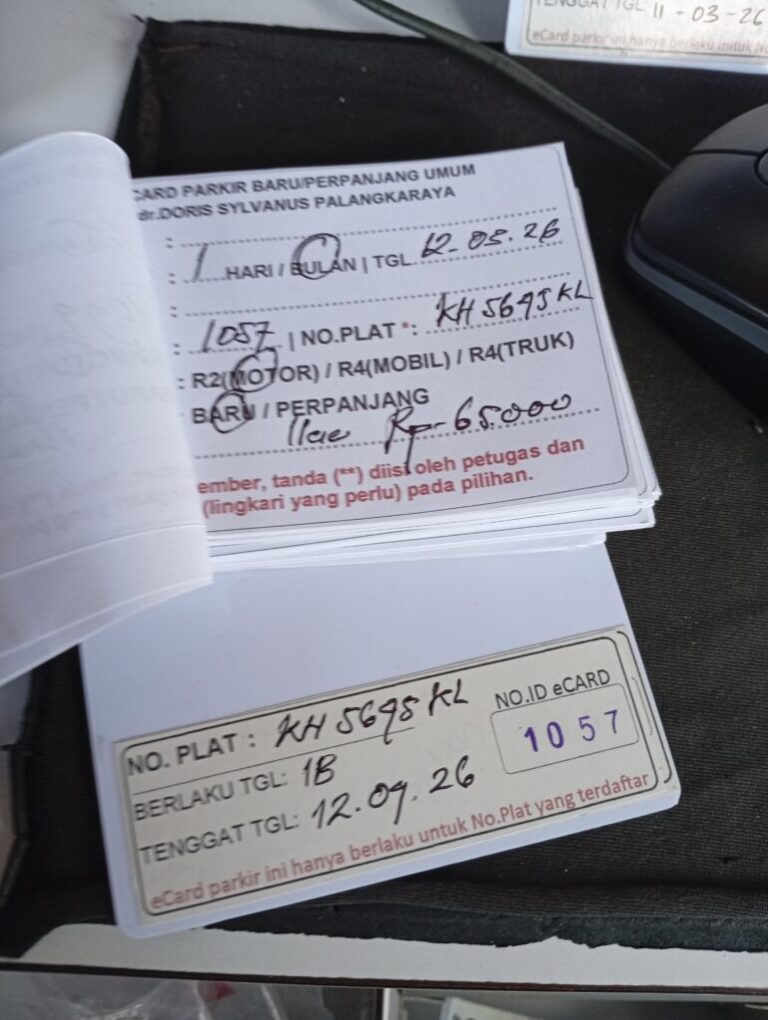 TENGGAT TGL: 11 - 03 - 26
eCard parkir ini hanya berlaku untuk No
CARD PARKIR BARU/PERPANJANG UMUM
dr.DORIS SYLVANUS PALANGKARAYA
:
: 1 HARI / BULAN | TGL. 12.05.26
:
: 1057 | NO.PLAT *: KH 5695 KL
: R2(MOTOR) / R4(MOBIL) / R4(TRUK)
BARU / PERPANJANG
Rp-65.000
ember, tanda (**) diisi oleh petugas dan
(lingkari yang perlu) pada pilihan.
NO. PLAT : KH 5695 KL
NO.ID eCARD
1057
BERLAKU TGL: 1B
TENGGAT TGL: 12.09.26
eCard parkir ini hanya berlaku untuk No.Plat yang terdaftar